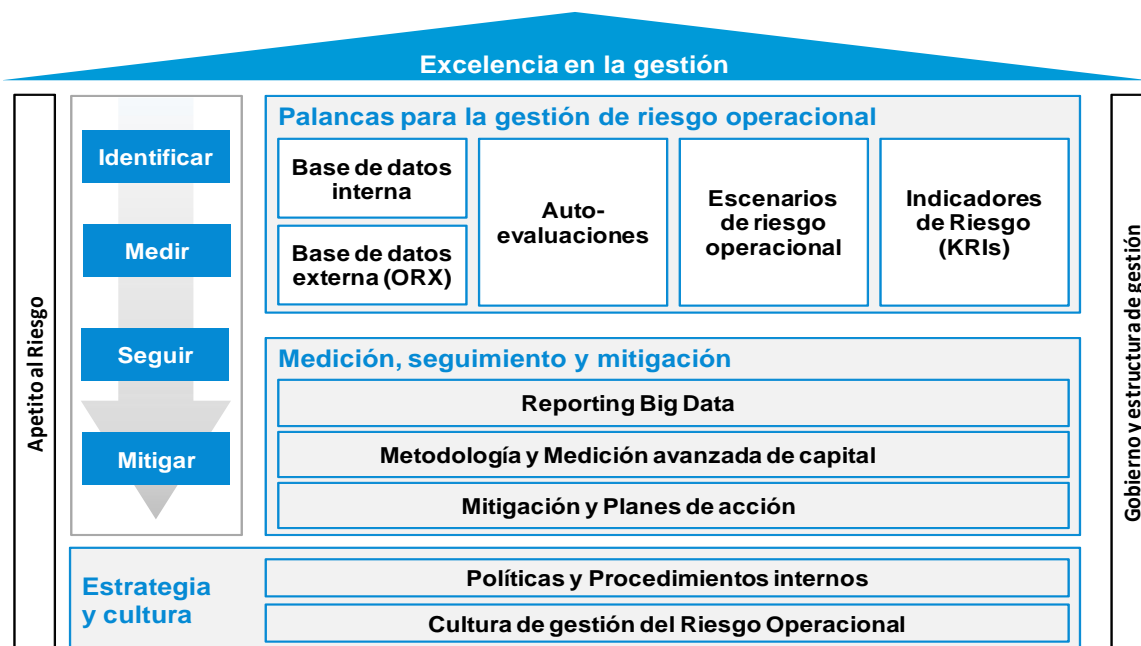 Excelencia en la gestión
Apetito al Riesgo
Identificar
Medir
Seguir
Mitigar
Palancas para la gestión de riesgo operacional
Base de datos
interna
Base de datos
externa (ORX)
Auto-
evaluaciones
Escenarios
de riesgo
operacional
Indicadores
de Riesgo
(KRIs)
Medición, seguimiento y mitigación
Reporting Big Data
Metodología y Medición avanzada de capital
Mitigación y Planes de acción
Estrategia
y cultura
Políticas y Procedimientos internos
Cultura de gestión del Riesgo Operacional
Gobierno y estructura de gestión